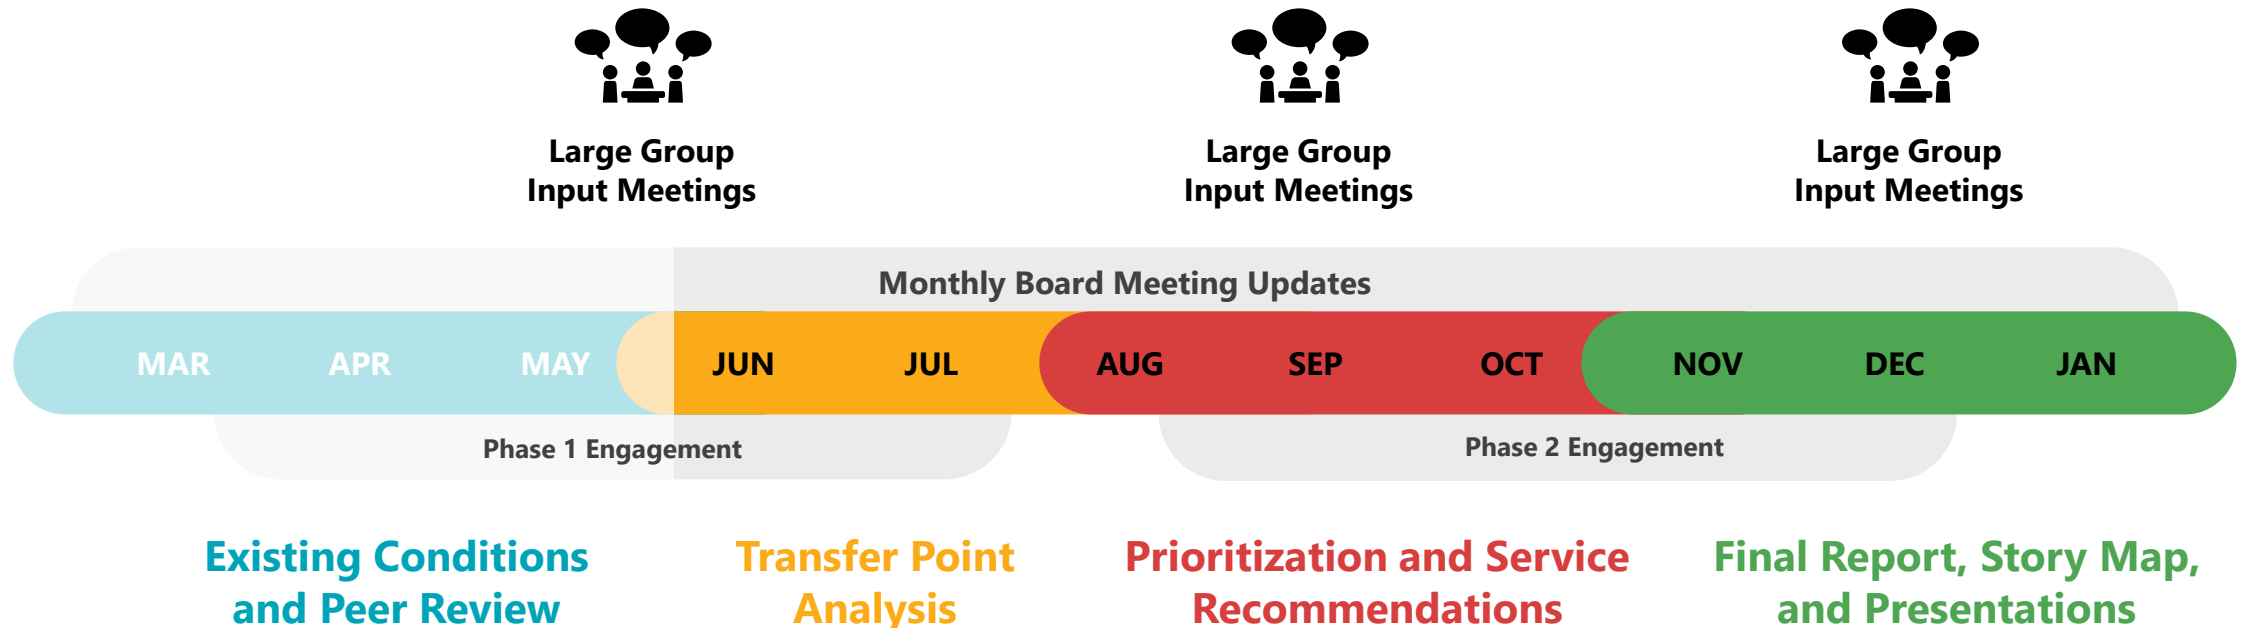 Large Group
Input Meetings
Large Group
Input Meetings
Large Group
Input Meetings
Monthly Board Meeting Updates
MAR APR MAY JUN JUL AUG SEP OCT NOV DEC JAN
Phase 1 Engagement
Phase 2 Engagement
Existing Conditions
and Peer Review
Transfer Point
Analysis
Prioritization and Service
Recommendations
Final Report, Story Map,
and Presentations